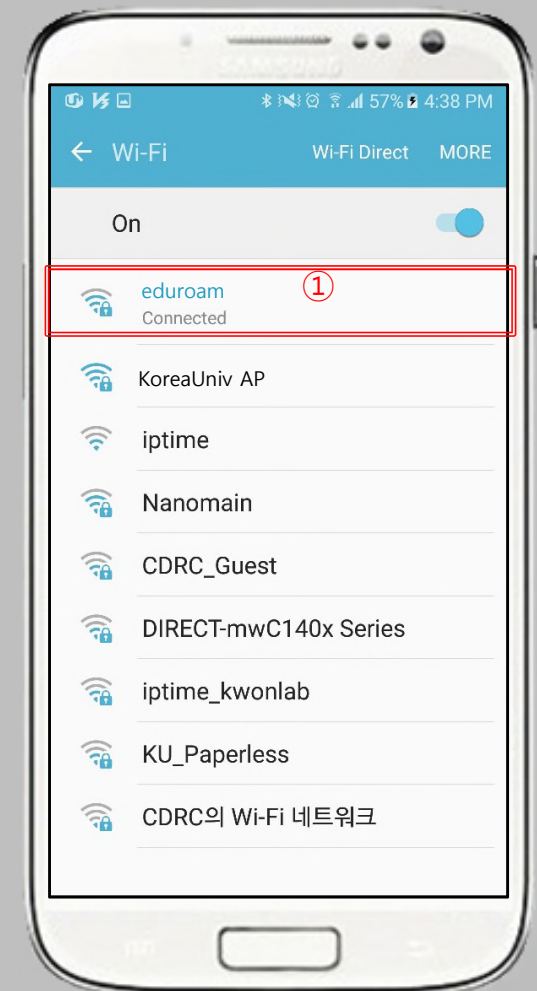 SAMSUNG
57% 4:38 PM
Wi-Fi Wi-Fi Direct MORE
On
eduroam ①
Connected
KoreaUniv AP
iptime
Nanomain
CDRC_Guest
DIRECT-mwC140x Series
iptime_kwonlab
KU_Paperless
CDRC의 Wi-Fi 네트워크